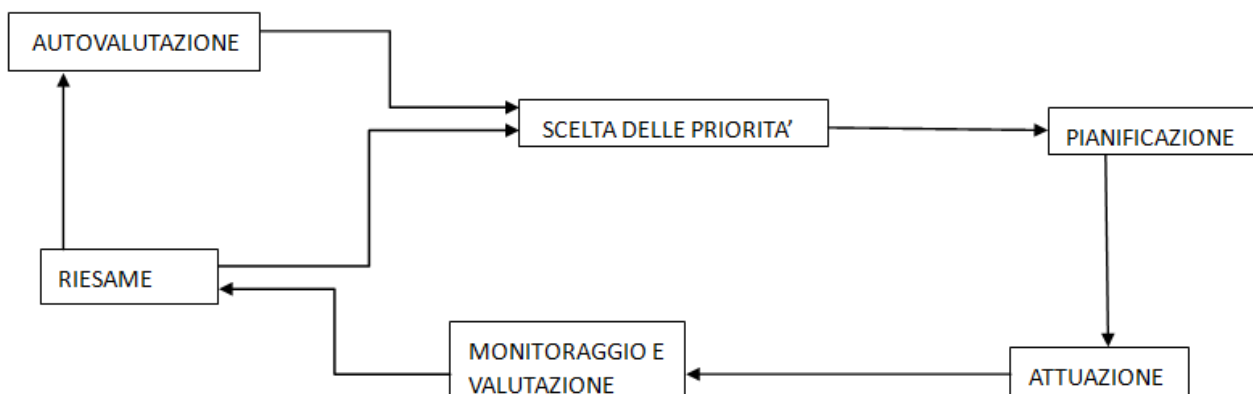 AUTOVALUTAZIONE
SCELTA DELLE PRIORITA’
PIANIFICAZIONE
RIESAME
MONITORAGGIO E
VALUTAZIONE
ATTUAZIONE